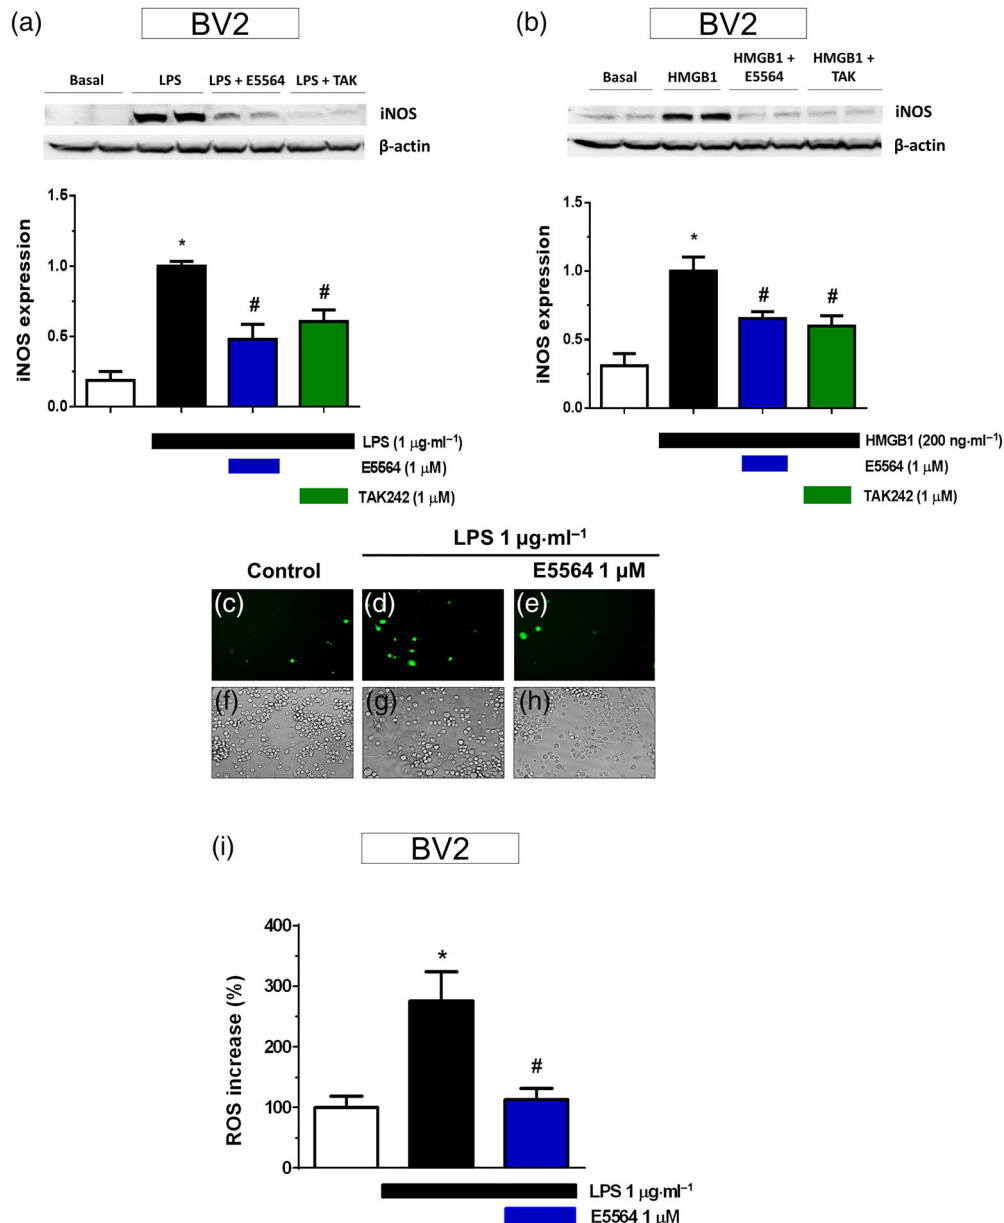 (a) BV2
Basal LPS LPS + E5564 LPS + TAK
iNOS
β-actin
1.5
1.0
0.5
0.0
iNOS expression
*
#
#
LPS (1 μg·ml⁻¹)
E5564 (1 μM)
TAK242 (1 μM)
(b) BV2
Basal HMGB1 HMGB1 + E5564 HMGB1 + TAK
iNOS
β-actin
1.5
1.0
0.5
0.0
iNOS expression
*
#
#
HMGB1 (200 ng·ml⁻¹)
E5564 (1 μM)
TAK242 (1 μM)
LPS 1 μg·ml⁻¹
Control E5564 1 μM
(c) (d) (e)
(f) (g) (h)
(i) BV2
400
300
200
100
0
ROS increase (%)
*
#
LPS 1 μg·ml⁻¹
E5564 1 μM